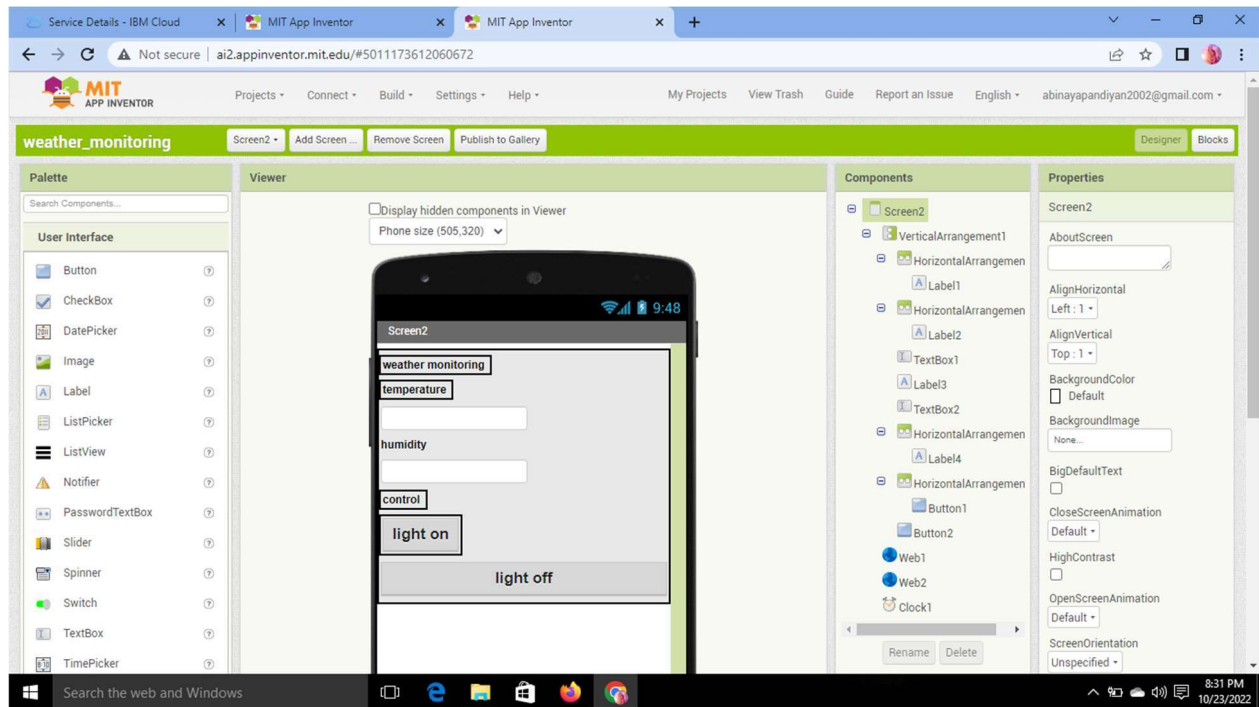 Service Details - IBM Cloud
MIT App Inventor
MIT App Inventor
Not secure | ai2.appinventor.mit.edu/#5011173612060672
MIT
APP INVENTOR
Projects
Connect
Build
Settings
Help
My Projects
View Trash
Guide
Report an Issue
English
abinayapandiyan2002@gmail.com
weather_monitoring
Screen2
Add Screen ...
Remove Screen
Publish to Gallery
Designer
Blocks
Palette
Search Components...
User Interface
Button
CheckBox
DatePicker
Image
Label
ListPicker
ListView
Notifier
PasswordTextBox
Slider
Spinner
Switch
TextBox
TimePicker
Viewer
Display hidden components in Viewer
Phone size (505,320)
9:48
Screen2
weather monitoring
temperature
humidity
control
light on
light off
Components
Screen2
VerticalArrangement1
HorizontalArrangemen
Label1
HorizontalArrangemen
Label2
TextBox1
Label3
TextBox2
HorizontalArrangemen
Label4
HorizontalArrangemen
Button1
Button2
Web1
Web2
Clock1
Rename
Delete
Properties
Screen2
AboutScreen
AlignHorizontal
Left : 1
AlignVertical
Top : 1
BackgroundColor
Default
BackgroundImage
None...
BigDefaultText
CloseScreenAnimation
Default
HighContrast
OpenScreenAnimation
Default
ScreenOrientation
Unspecified
Search the web and Windows
8:31 PM
10/23/2022